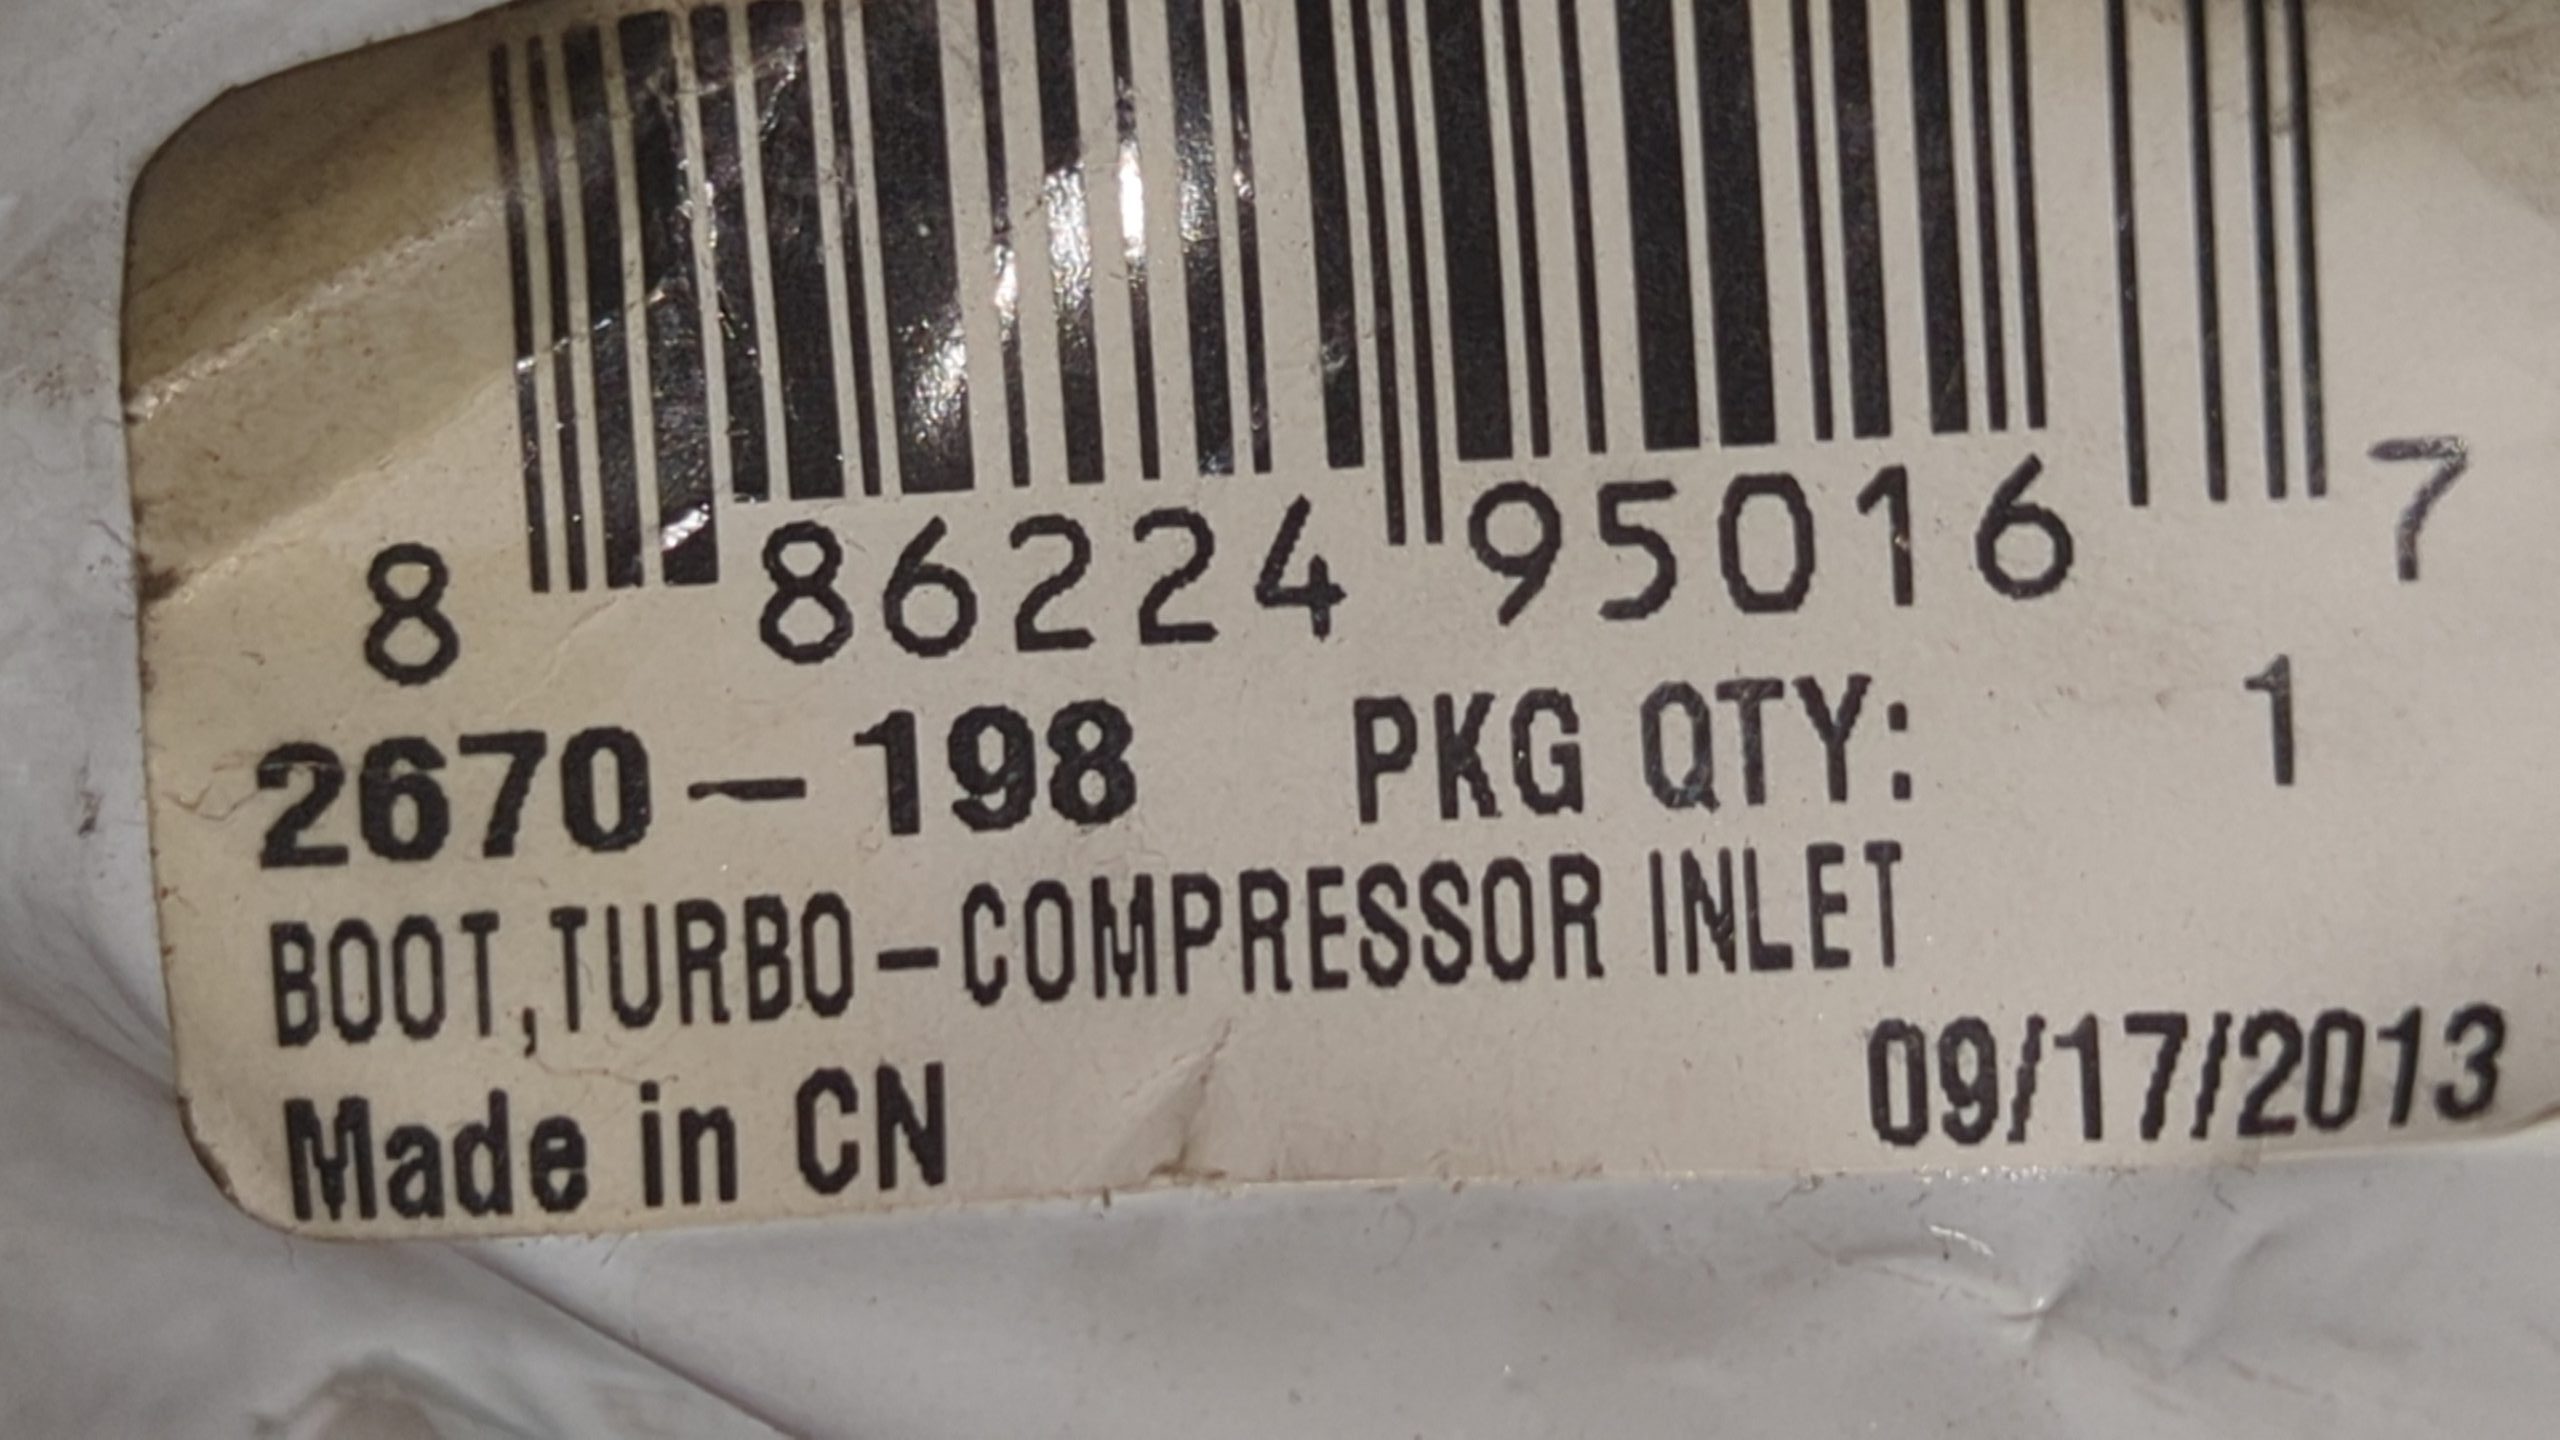 8 86224 95016 7
2670-198 PKG QTY: 1
BOOT,TURBO-COMPRESSOR INLET
09/17/2013
Made in CN